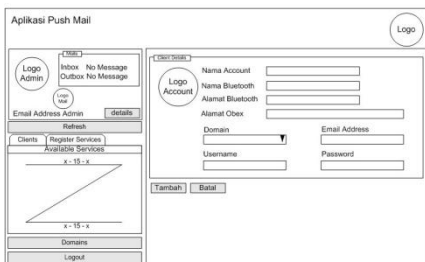 Aplikasi Push Mail
Logo
Mails
Logo Admin
Inbox No Message
Outbox No Message
Logo Mail
Email Address Admin
details
Refresh
Clients
Register Services
Available Services
x - 15 - x
x - 15 - x
Domains
Logout
Client Details
Logo Account
Nama Account
Nama Bluetooth
Alamat Bluetooth
Alamat Obex
Domain
Email Address
Username
Password
Tambah
Batal